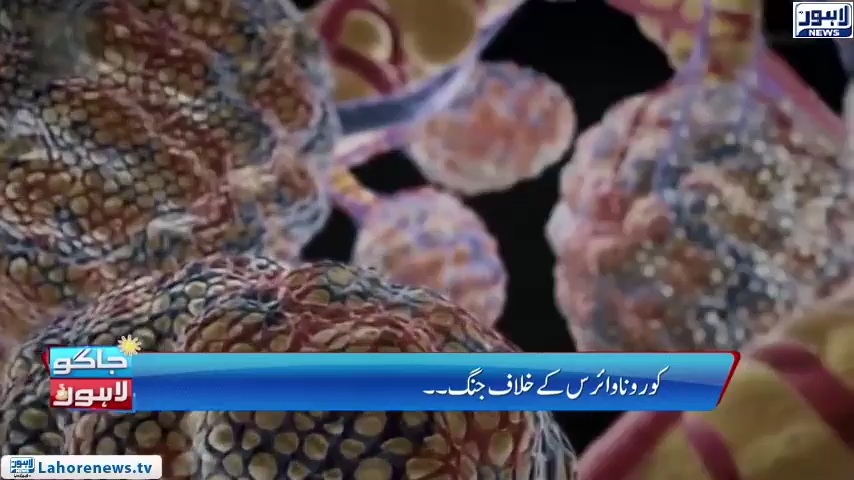 لاہور
NEWS
جاگو
لاہور
کورونا وائرس کے خلاف جنگ۔۔
Lahorenews.tv